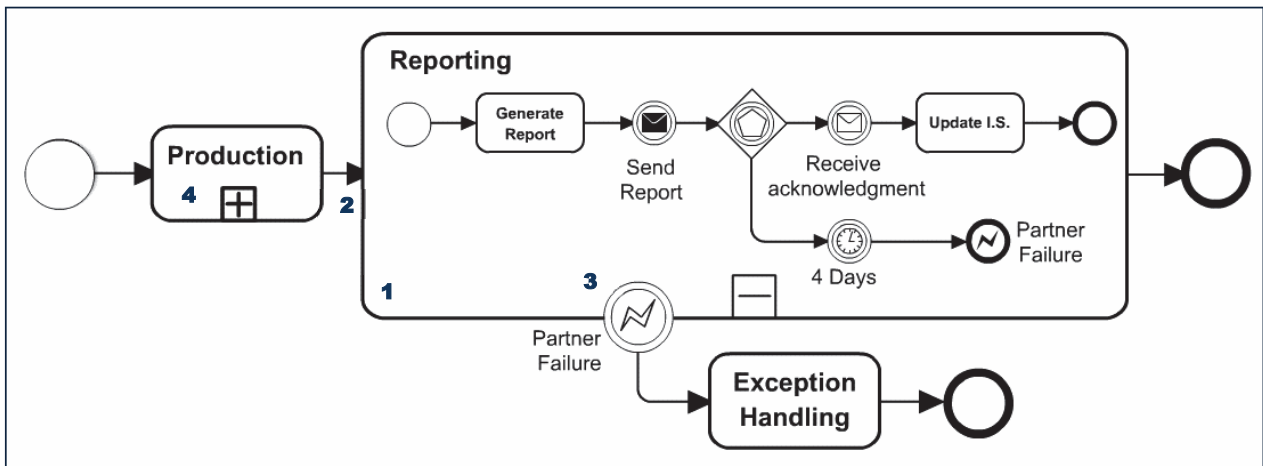 Reporting
Generate
Report
Send
Report
Receive
acknowledgment
Update I.S.
Production
4
2
4 Days
Partner
Failure
1
3
Partner
Failure
Exception
Handling